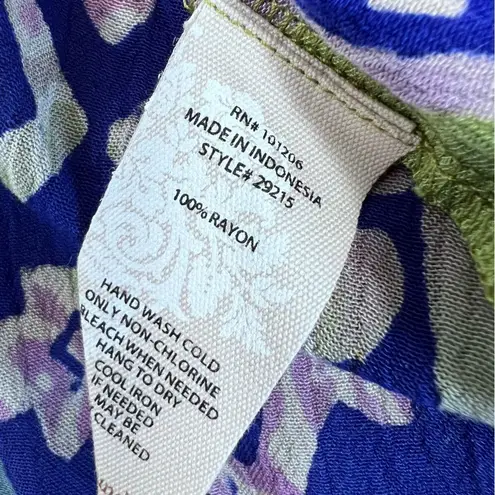 RN# 101206
MADE IN INDONESIA
STYLE# 29215
100% RAYON
HAND WASH COLD
ONLY NON-CHLORINE
BLEACH WHEN NEEDED
HANG TO DRY
COOL IRON
IF NEEDED
MAY BE
CLEANED